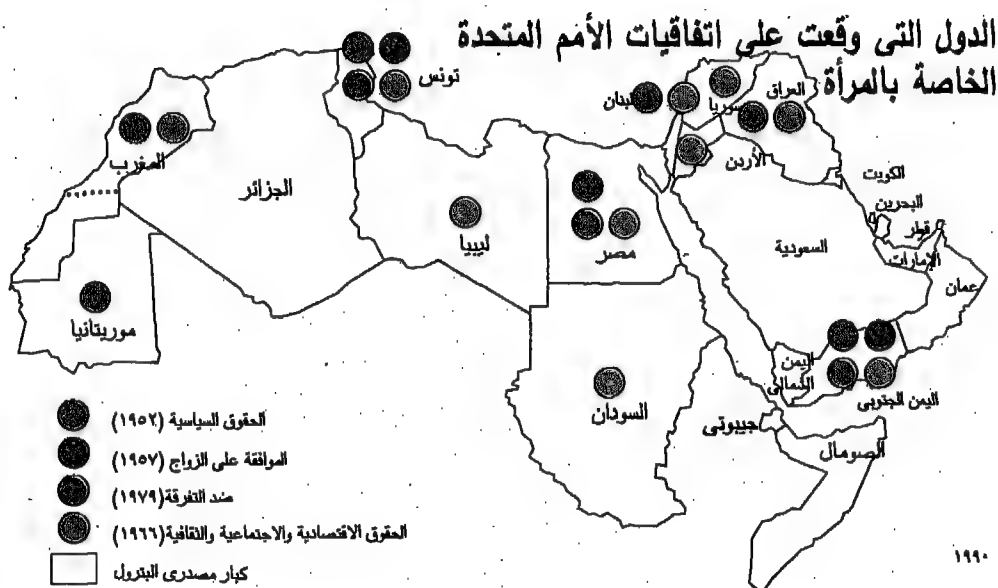 الدول التى وقعت على اتفاقيات الأمم المتحدة
الخاصة بالمرأة
تونس
لبنان
سوريا
العراق
المغرب
الأردن
الجزائر
الكويت
البحرين
ليبيا
مصر
السعودية
قطر
الإمارات
عمان
موريتانيا
اليمن
الشمالى
اليمن الجنوبى
السودان
جيبوتى
الصومال
الحقوق السياسية (١٩٥٢)
الموافقة على الزواج (١٩٥٧)
ضد التفرقة (١٩٧٩)
الحقوق الاقتصادية والاجتماعية والثقافية (١٩٦٦)
كبار مصدرى البترول
١٩٩٠